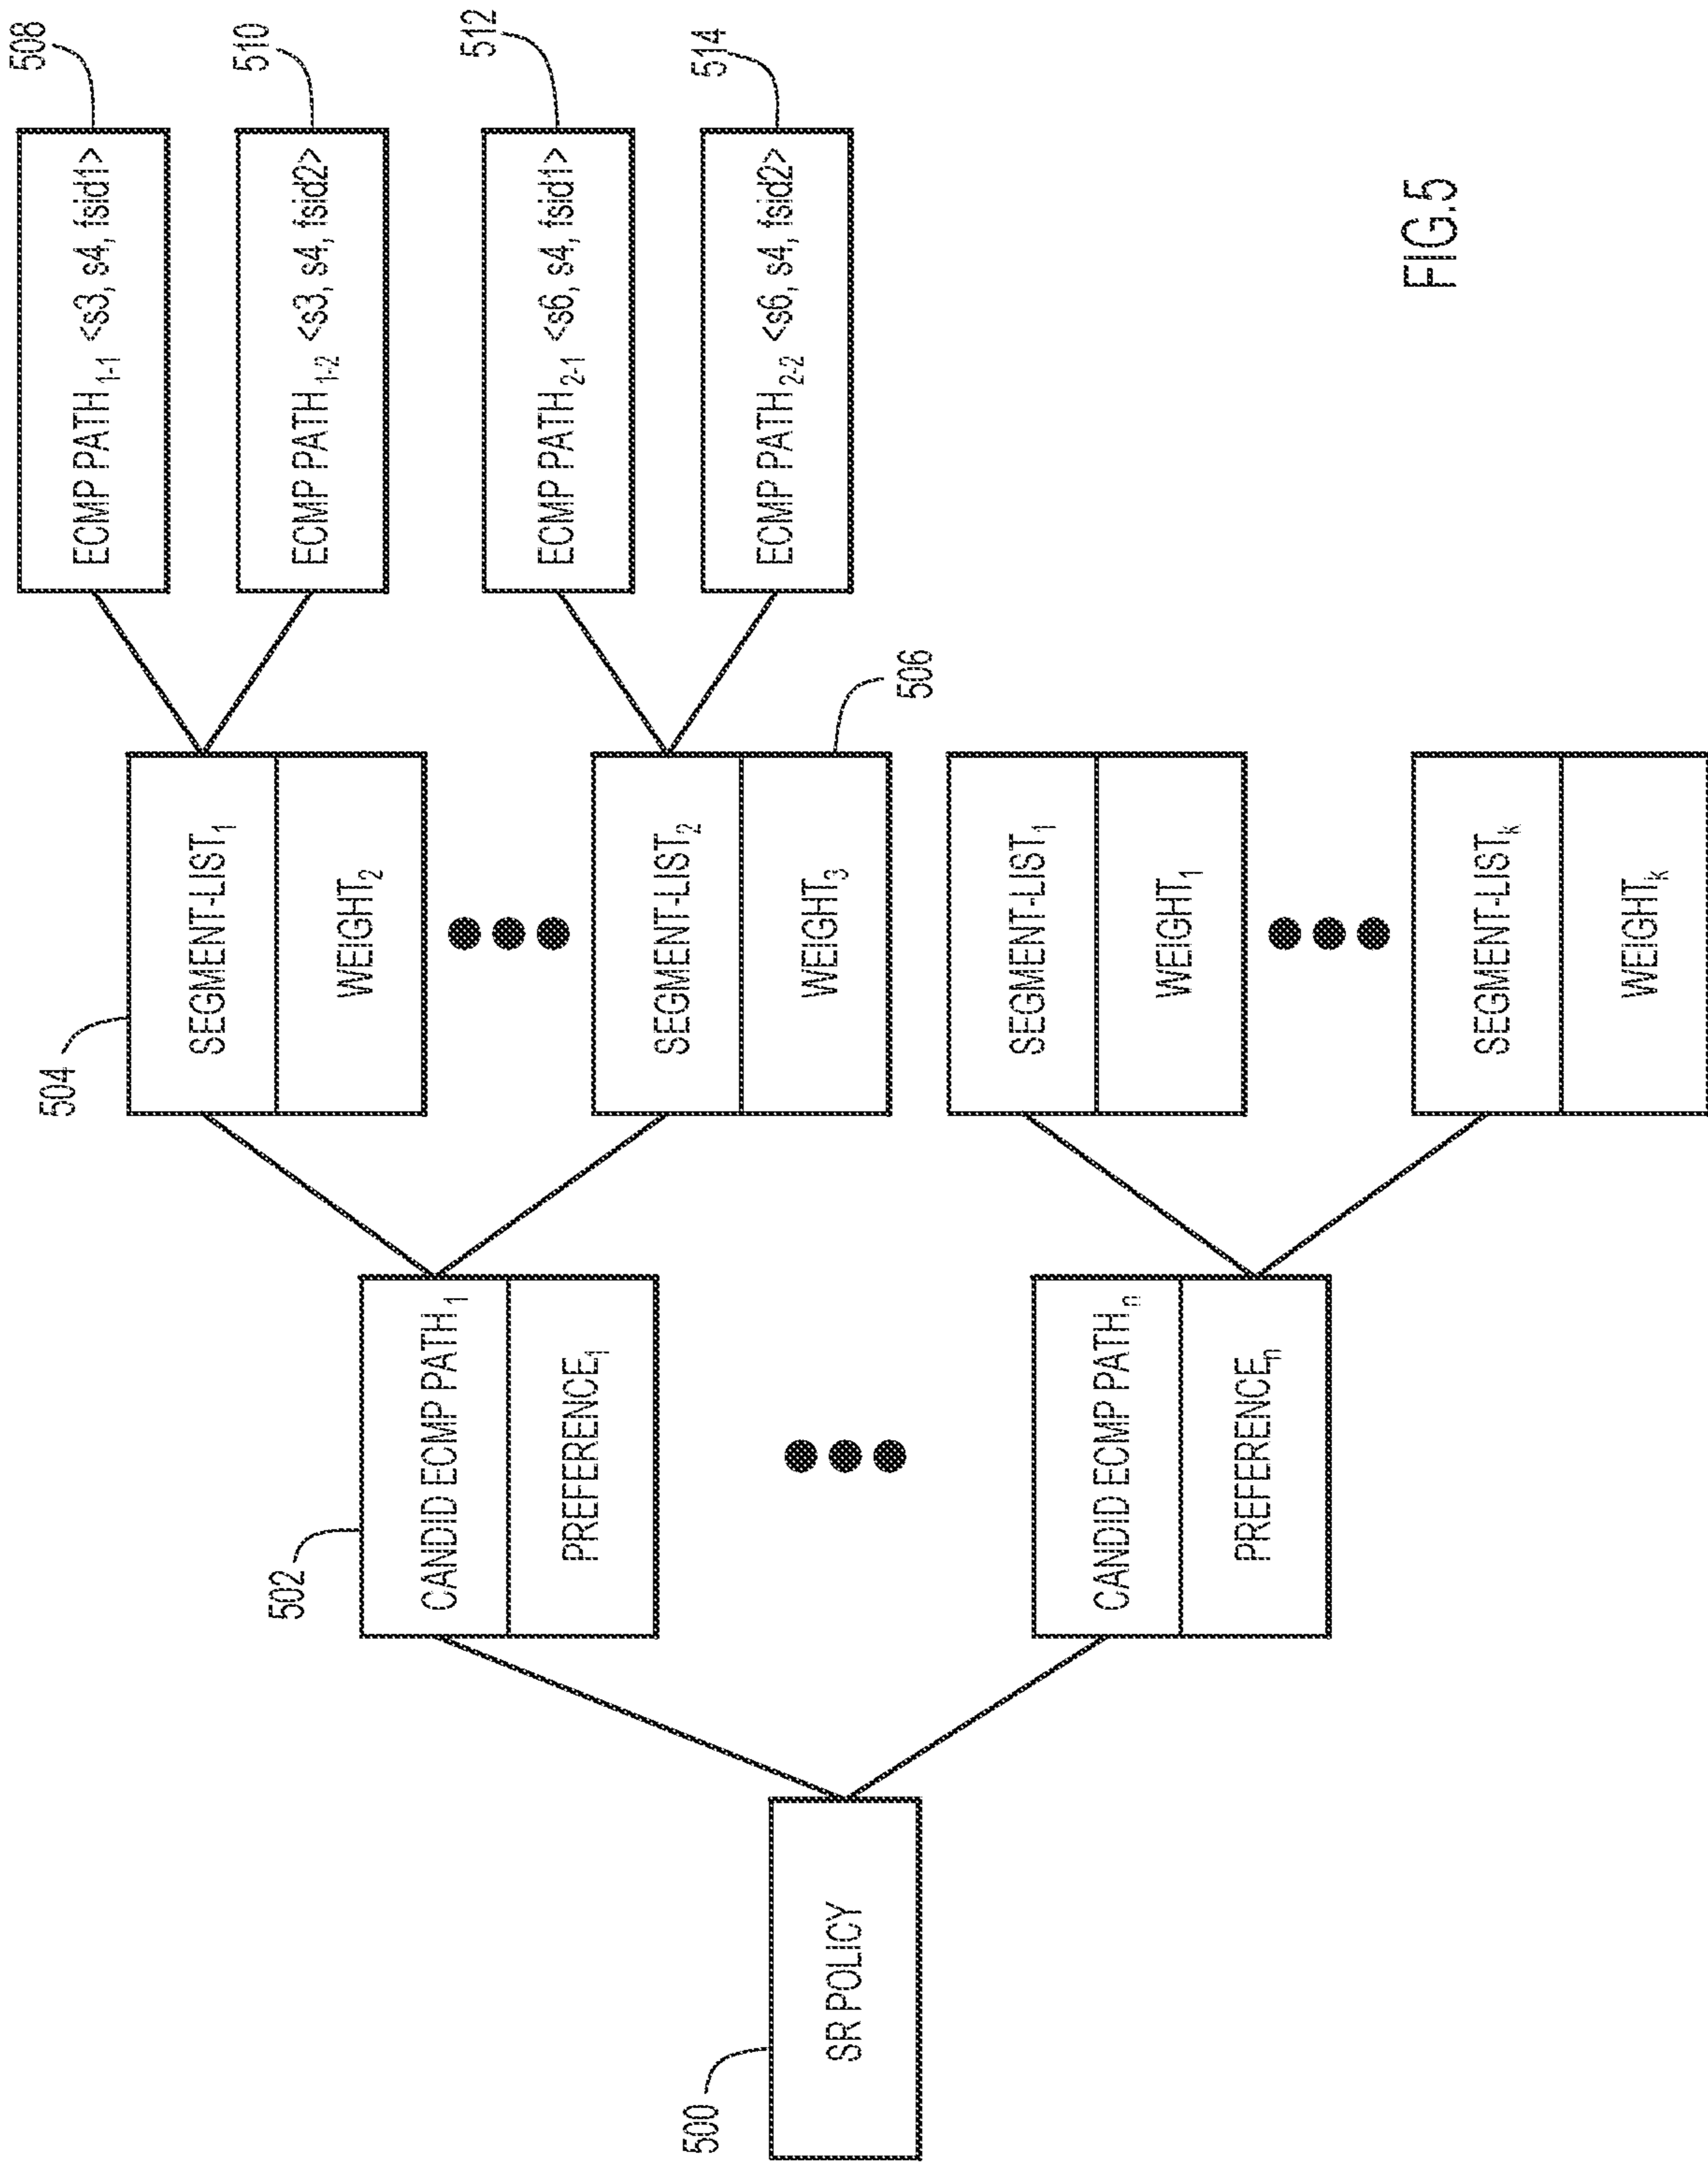 500
SR POLICY
502
CANDID ECMP PATH1
PREFERENCE1
CANDID ECMP PATHn
PREFERENCEn
504
SEGMENT-LIST1
WEIGHT2
SEGMENT-LIST2
WEIGHT3
506
SEGMENT-LIST1
WEIGHT1
SEGMENT-LISTk
WEIGHTk
ECMP PATH1-1 <s3, s4, fsid1>
508
ECMP PATH1-2 <s3, s4, fsid2>
510
ECMP PATH2-1 <s6, s4, fsid1>
512
ECMP PATH2-2 <s6, s4, fsid2>
514
FIG.5